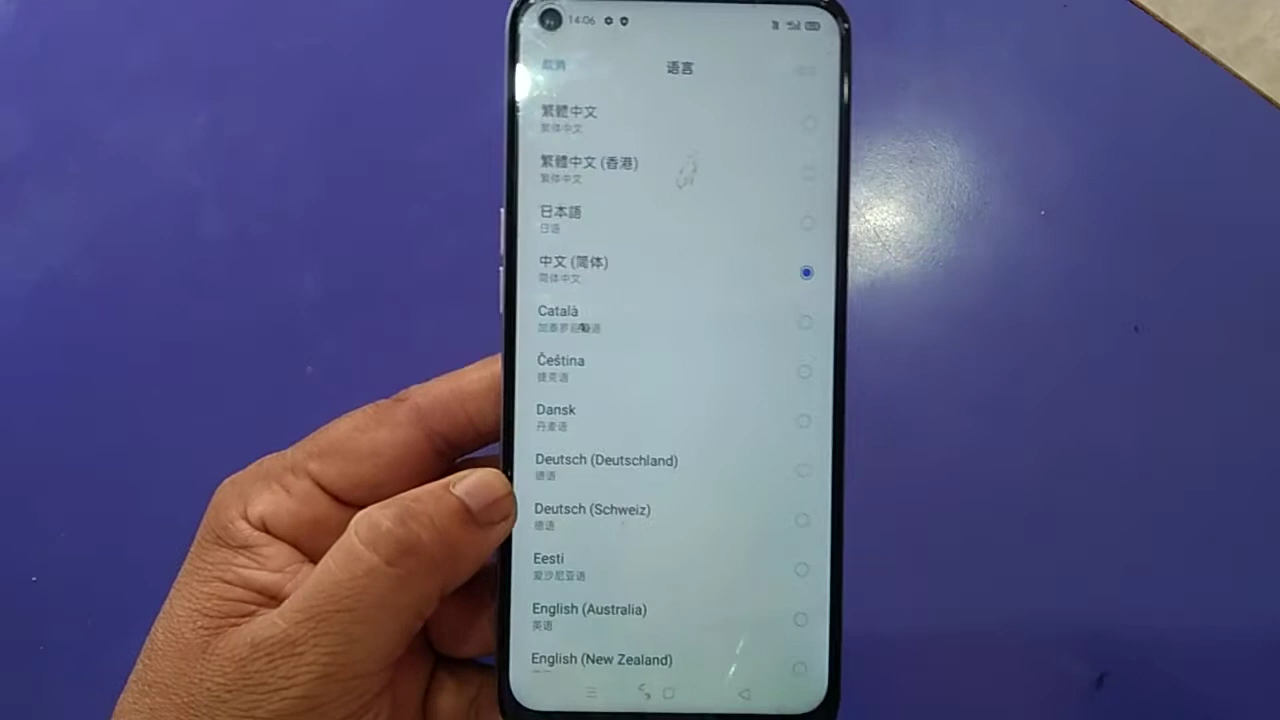 14:06
取消
语言
繁體中文
繁体中文
繁體中文 (香港)
繁体中文
日本語
日语
中文 (简体)
简体中文
Català
Čeština
捷克语
Dansk
丹麦语
Deutsch (Deutschland)
德语
Deutsch (Schweiz)
德语
Eesti
爱沙尼亚语
English (Australia)
英语
English (New Zealand)